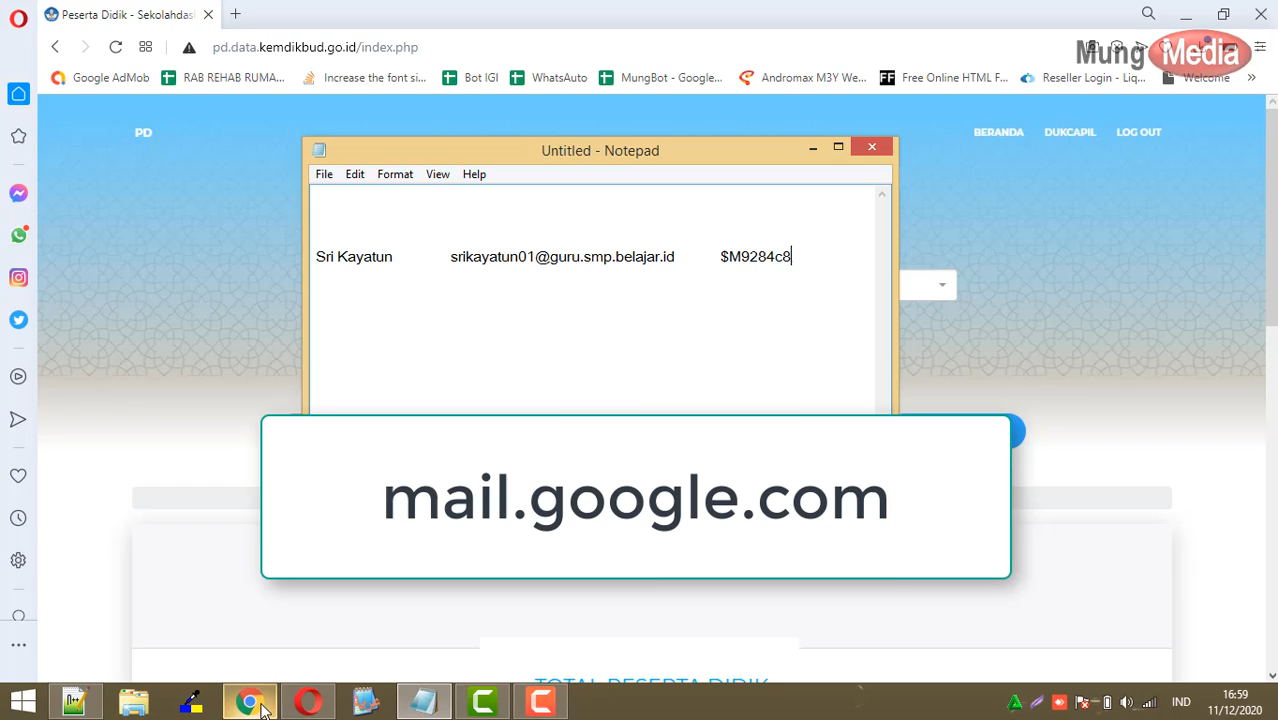 Peserta Didik - Sekolahdas
pd.data.kemdikbud.go.id/index.php
Mung Media
Google AdMob
RAB REHAB RUMA...
Increase the font si...
Bot IGI
WhatsAuto
MungBot - Google...
Andromax M3Y We...
FF
Free Online HTML F...
Reseller Login - Liq...
Welcome
»
PD
BERANDA
DUKCAPIL
LOG OUT
Untitled - Notepad
File
Edit
Format
View
Help
Sri Kayatun srikayatun01@guru.smp.belajar.id $M9284c8
mail.google.com
TOTAL PESERTA DIDIK
IND
16:59
11/12/2020